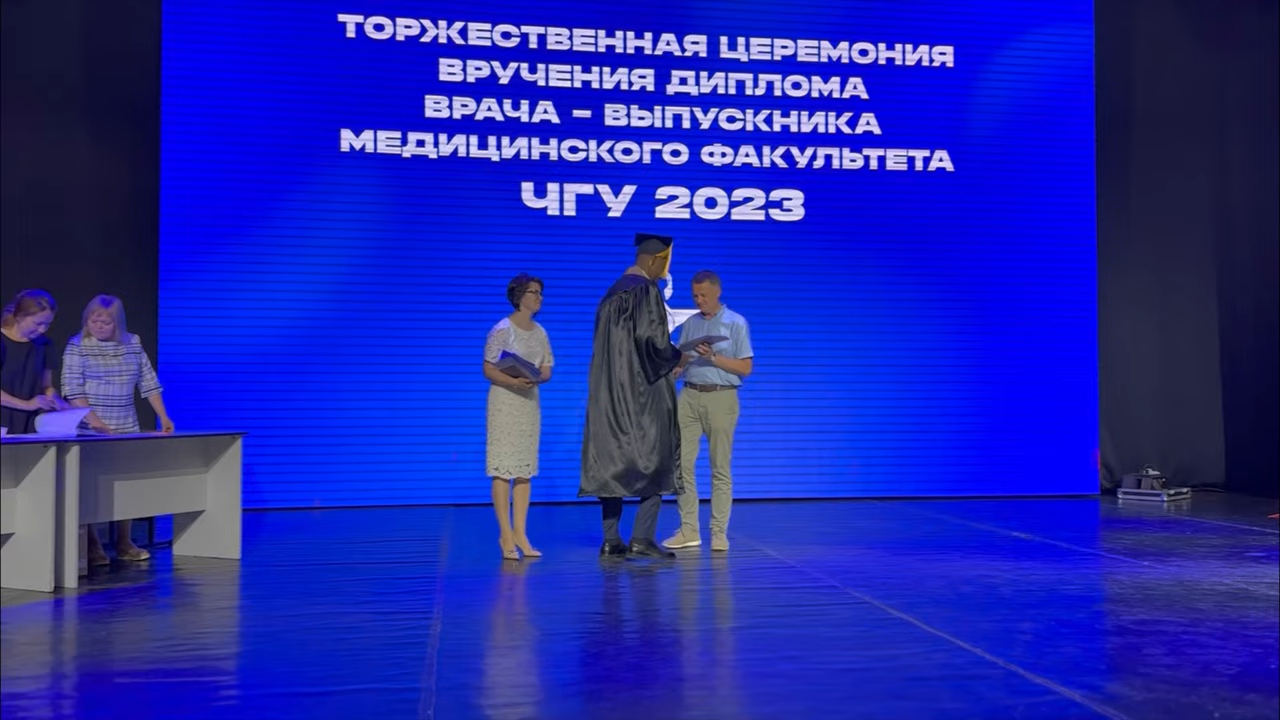 ТОРЖЕСТВЕННАЯ ЦЕРЕМОНИЯ
ВРУЧЕНИЯ ДИПЛОМА
ВРАЧА - ВЫПУСКНИКА
МЕДИЦИНСКОГО ФАКУЛЬТЕТА
ЧГУ 2023